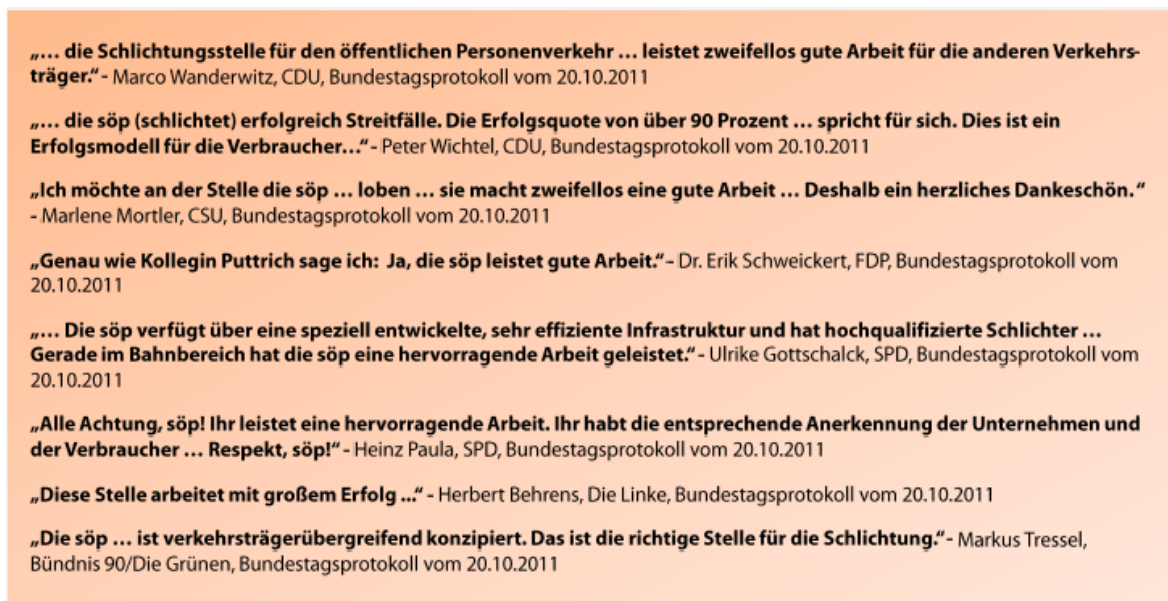 „… die Schlichtungsstelle für den öffentlichen Personenverkehr … leistet zweifellos gute Arbeit für die anderen Verkehrs-
träger.“ - Marco Wanderwitz, CDU, Bundestagsprotokoll vom 20.10.2011
„… die söp (schlichtet) erfolgreich Streitfälle. Die Erfolgsquote von über 90 Prozent … spricht für sich. Dies ist ein
Erfolgsmodell für die Verbraucher…“ - Peter Wichtel, CDU, Bundestagsprotokoll vom 20.10.2011
„Ich möchte an der Stelle die söp … loben … sie macht zweifellos eine gute Arbeit … Deshalb ein herzliches Dankeschön. “
- Marlene Mortler, CSU, Bundestagsprotokoll vom 20.10.2011
„Genau wie Kollegin Puttrich sage ich:  Ja, die söp leistet gute Arbeit.“ - Dr. Erik Schweickert, FDP, Bundestagsprotokoll vom
20.10.2011
„… Die söp verfügt über eine speziell entwickelte, sehr effiziente Infrastruktur und hat hochqualifizierte Schlichter …
Gerade im Bahnbereich hat die söp eine hervorragende Arbeit geleistet.“ - Ulrike Gottschalck, SPD, Bundestagsprotokoll vom
20.10.2011
„Alle Achtung, söp! Ihr leistet eine hervorragende Arbeit. Ihr habt die entsprechende Anerkennung der Unternehmen und
der Verbraucher … Respekt, söp!“ - Heinz Paula, SPD, Bundestagsprotokoll vom 20.10.2011
„Diese Stelle arbeitet mit großem Erfolg ...“ - Herbert Behrens, Die Linke, Bundestagsprotokoll vom 20.10.2011
„Die söp … ist verkehrsträgerübergreifend konzipiert. Das ist die richtige Stelle für die Schlichtung.“ - Markus Tressel,
Bündnis 90/Die Grünen, Bundestagsprotokoll vom 20.10.2011